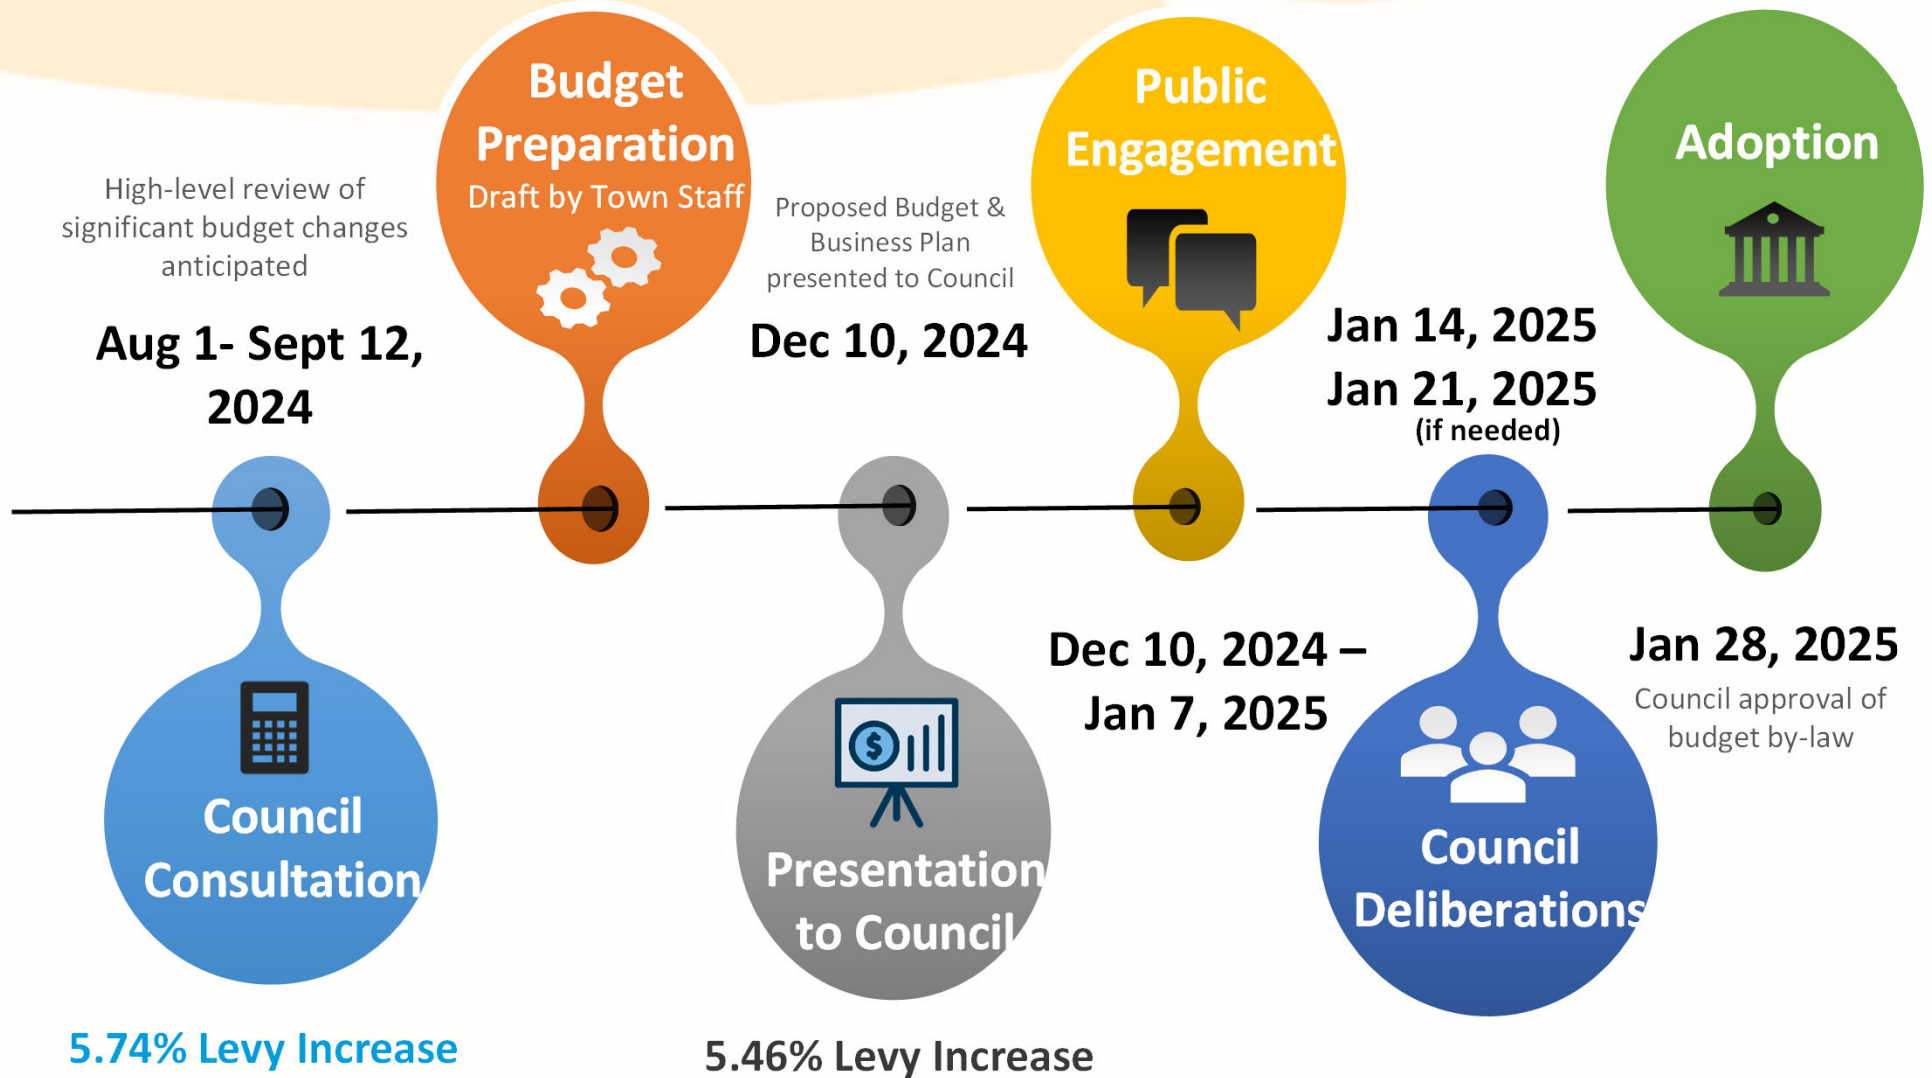 High-level review of
significant budget changes
anticipated
Aug 1- Sept 12,
2024
Council
Consultation
5.74% Levy Increase
Budget
Preparation
Draft by Town Staff
Proposed Budget &
Business Plan
presented to Council
Dec 10, 2024
$
Presentation
to Council
5.46% Levy Increase
Public
Engagement
Dec 10, 2024 –
Jan 7, 2025
Jan 14, 2025
Jan 21, 2025
(if needed)
Council
Deliberations
Adoption
Jan 28, 2025
Council approval of
budget by-law